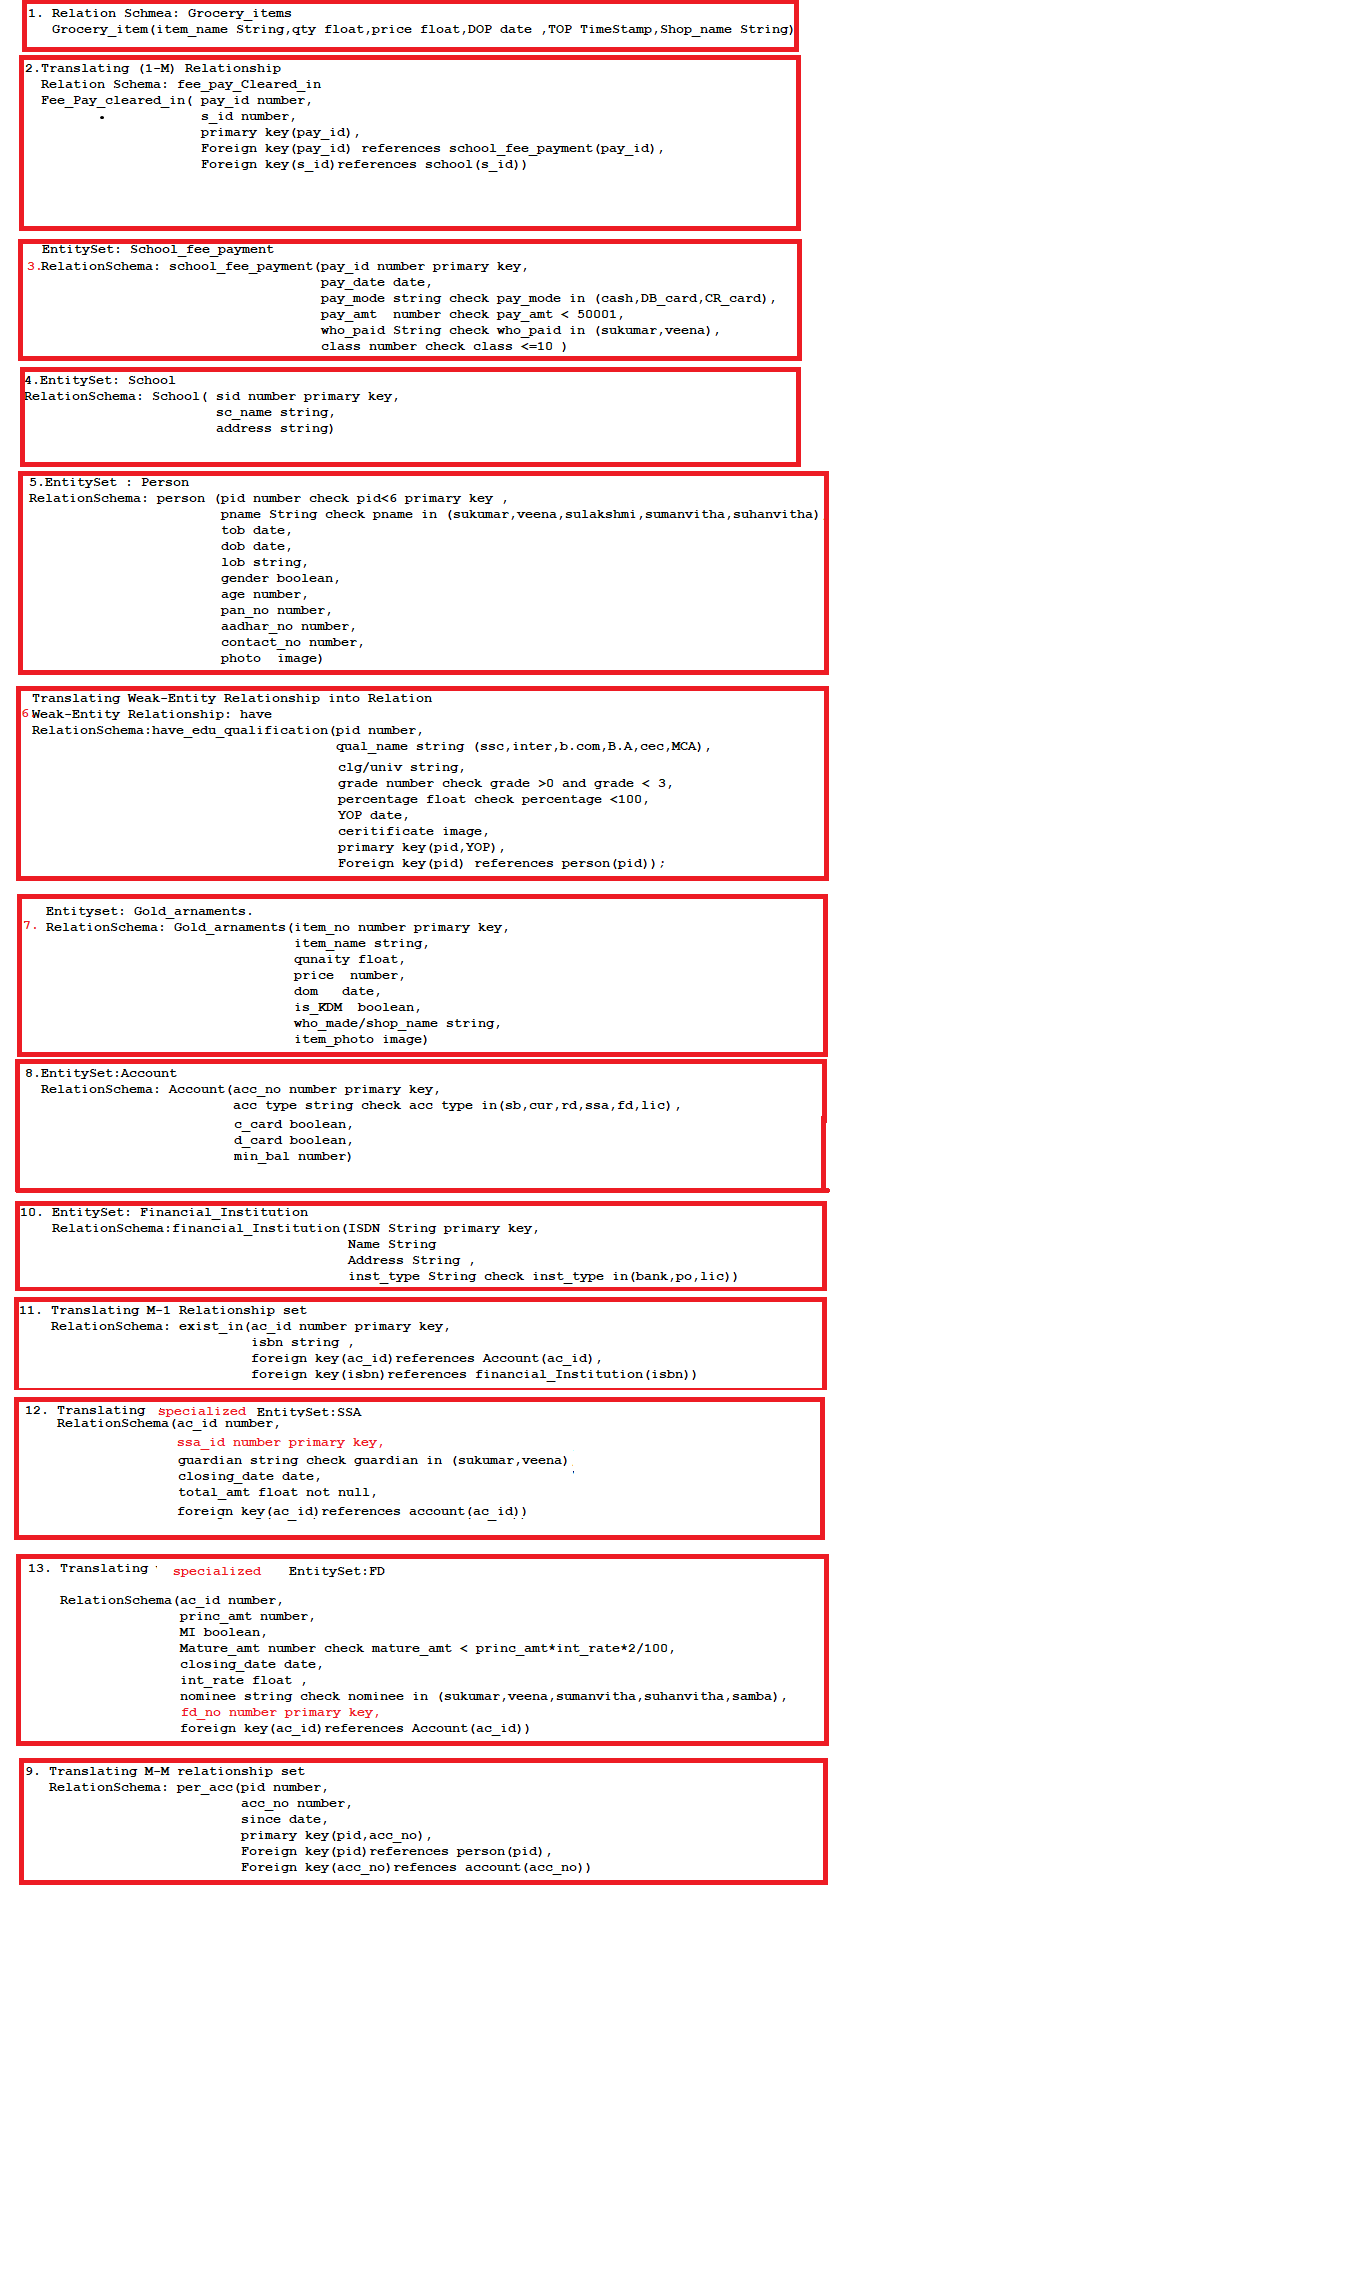 1. Relation Schmea: Grocery_items
Grocery_item(item_name String,qty float,price float,DOP date ,TOP TimeStamp,Shop_name String)
2.Translating (1-M) Relationship
Relation Schema: fee_pay_Cleared_in
Fee_Pay_cleared_in( pay_id number,
s_id number,
primary key(pay_id),
Foreign key(pay_id) references school_fee_payment(pay_id),
Foreign key(s_id)references school(s_id))
EntitySet: School_fee_payment
3.RelationSchema: school_fee_payment(pay_id number primary key,
pay_date date,
pay_mode string check pay_mode in (cash,DB_card,CR_card),
pay_amt  number check pay_amt < 50001,
who_paid String check who_paid in (sukumar,veena),
class number check class <=10 )
4.EntitySet: School
RelationSchema: School( sid number primary key,
sc_name string,
address string)
5.EntitySet : Person
RelationSchema: person (pid number check pid<6 primary key ,
pname String check pname in (sukumar,veena,sulakshmi,sumanvitha,suhanvitha)
tob date,
dob date,
lob string,
gender boolean,
age number,
pan_no number,
aadhar_no number,
contact_no number,
photo  image)
Translating Weak-Entity Relationship into Relation
6 Weak-Entity Relationship: have
RelationSchema:have_edu_qualification(pid number,
qual_name string (ssc,inter,b.com,B.A,cec,MCA),
clg/univ string,
grade number check grade >0 and grade < 3,
percentage float check percentage <100,
YOP date,
ceritificate image,
primary key(pid,YOP),
Foreign key(pid) references person(pid));
Entityset: Gold_arnaments.
7. RelationSchema: Gold_arnaments(item_no number primary key,
item_name string,
qunaity float,
price  number,
dom   date,
is_KDM  boolean,
who_made/shop_name string,
item_photo image)
8.EntitySet:Account
RelationSchema: Account(acc_no number primary key,
acc type string check acc type in(sb,cur,rd,ssa,fd,lic),
c_card boolean,
d_card boolean,
min_bal number)
10. EntitySet: Financial_Institution
RelationSchema:financial_Institution(ISDN String primary key,
Name String
Address String ,
inst_type String check inst_type in(bank,po,lic))
11. Translating M-1 Relationship set
RelationSchema: exist_in(ac_id number primary key,
isbn string ,
foreign key(ac_id)references Account(ac_id),
foreign key(isbn)references financial_Institution(isbn))
12. Translating specialized EntitySet:SSA
RelationSchema(ac_id number,
ssa_id number primary key,
guardian string check guardian in (sukumar,veena)
closing_date date,
total_amt float not null,
foreign key(ac_id)references account(ac_id))
13. Translating specialized EntitySet:FD
RelationSchema(ac_id number,
princ_amt number,
MI boolean,
Mature_amt number check mature_amt < princ_amt*int_rate*2/100,
closing_date date,
int_rate float ,
nominee string check nominee in (sukumar,veena,sumanvitha,suhanvitha,samba),
fd_no number primary key,
foreign key(ac_id)references Account(ac_id))
9. Translating M-M relationship set
RelationSchema: per_acc(pid number,
acc_no number,
since date,
primary key(pid,acc_no),
Foreign key(pid)references person(pid),
Foreign key(acc_no)refences account(acc_no))